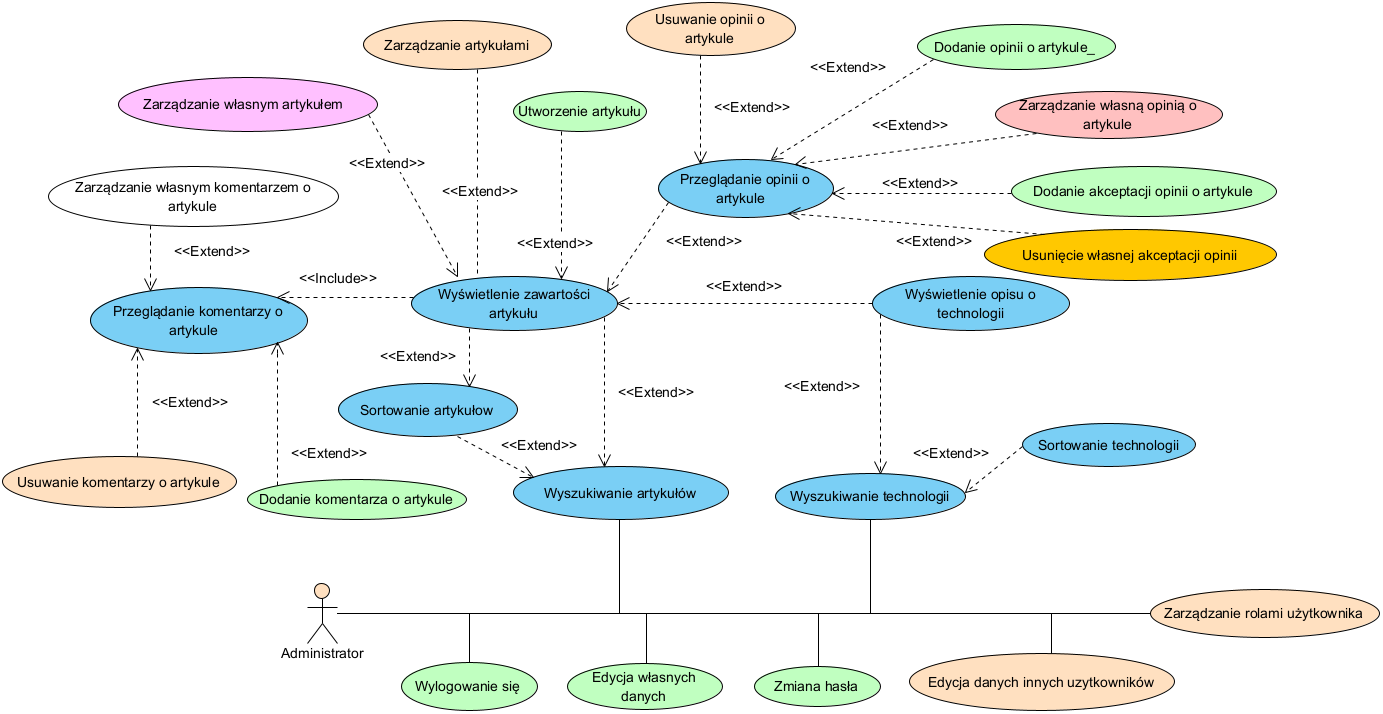 Usuwanie opinii o
artykule
Zarządzanie artykułami
Dodanie opinii o artykule_
<<Extend>>
Zarządzanie własnym artykułem
Utworzenie artykułu
<<Extend>>
Zarządzanie własną opinią o
artykule
<<Extend>>
<<Extend>>
Zarządzanie własnym komentarzem o
artykule
<<Extend>>
Przeglądanie opinii o
artykule
<<Extend>>
Dodanie akceptacji opinii o artykule
<<Extend>>
<<Extend>>
<<Extend>>
<<Extend>>
Usunięcie własnej akceptacji opinii
<<Include>>
<<Extend>>
Przeglądanie komentarzy o
artykule
Wyświetlenie zawartości
artykułu
Wyświetlenie opisu o
technologii
<<Extend>>
<<Extend>>
<<Extend>>
<<Extend>>
Sortowanie artykułow
<<Extend>>
<<Extend>>
<<Extend>>
Sortowanie technologii
Usuwanie komentarzy o artykule
Dodanie komentarza o artykule
Wyszukiwanie artykułów
Wyszukiwanie technologii
Zarządzanie rolami użytkownika
Administrator
Wylogowanie się
Edycja własnych
danych
Zmiana hasła
Edycja danych innych uzytkowników